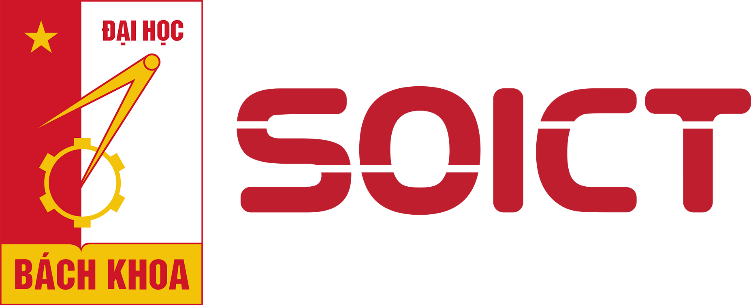 ĐẠI HỌC
BÁCH KHOA
SOICT